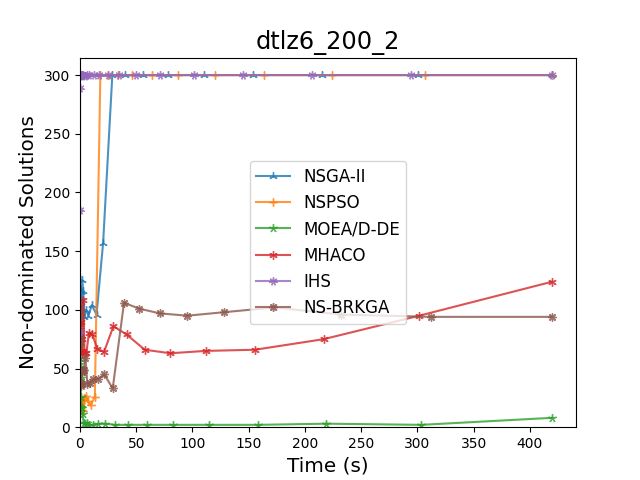 dtlz6_200_2
Non-dominated Solutions
300
250
200
150
100
50
0
NSGA-II
NSPSO
MOEA/D-DE
MHACO
IHS
NS-BRKGA
0 50 100 150 200 250 300 350 400
Time (s)